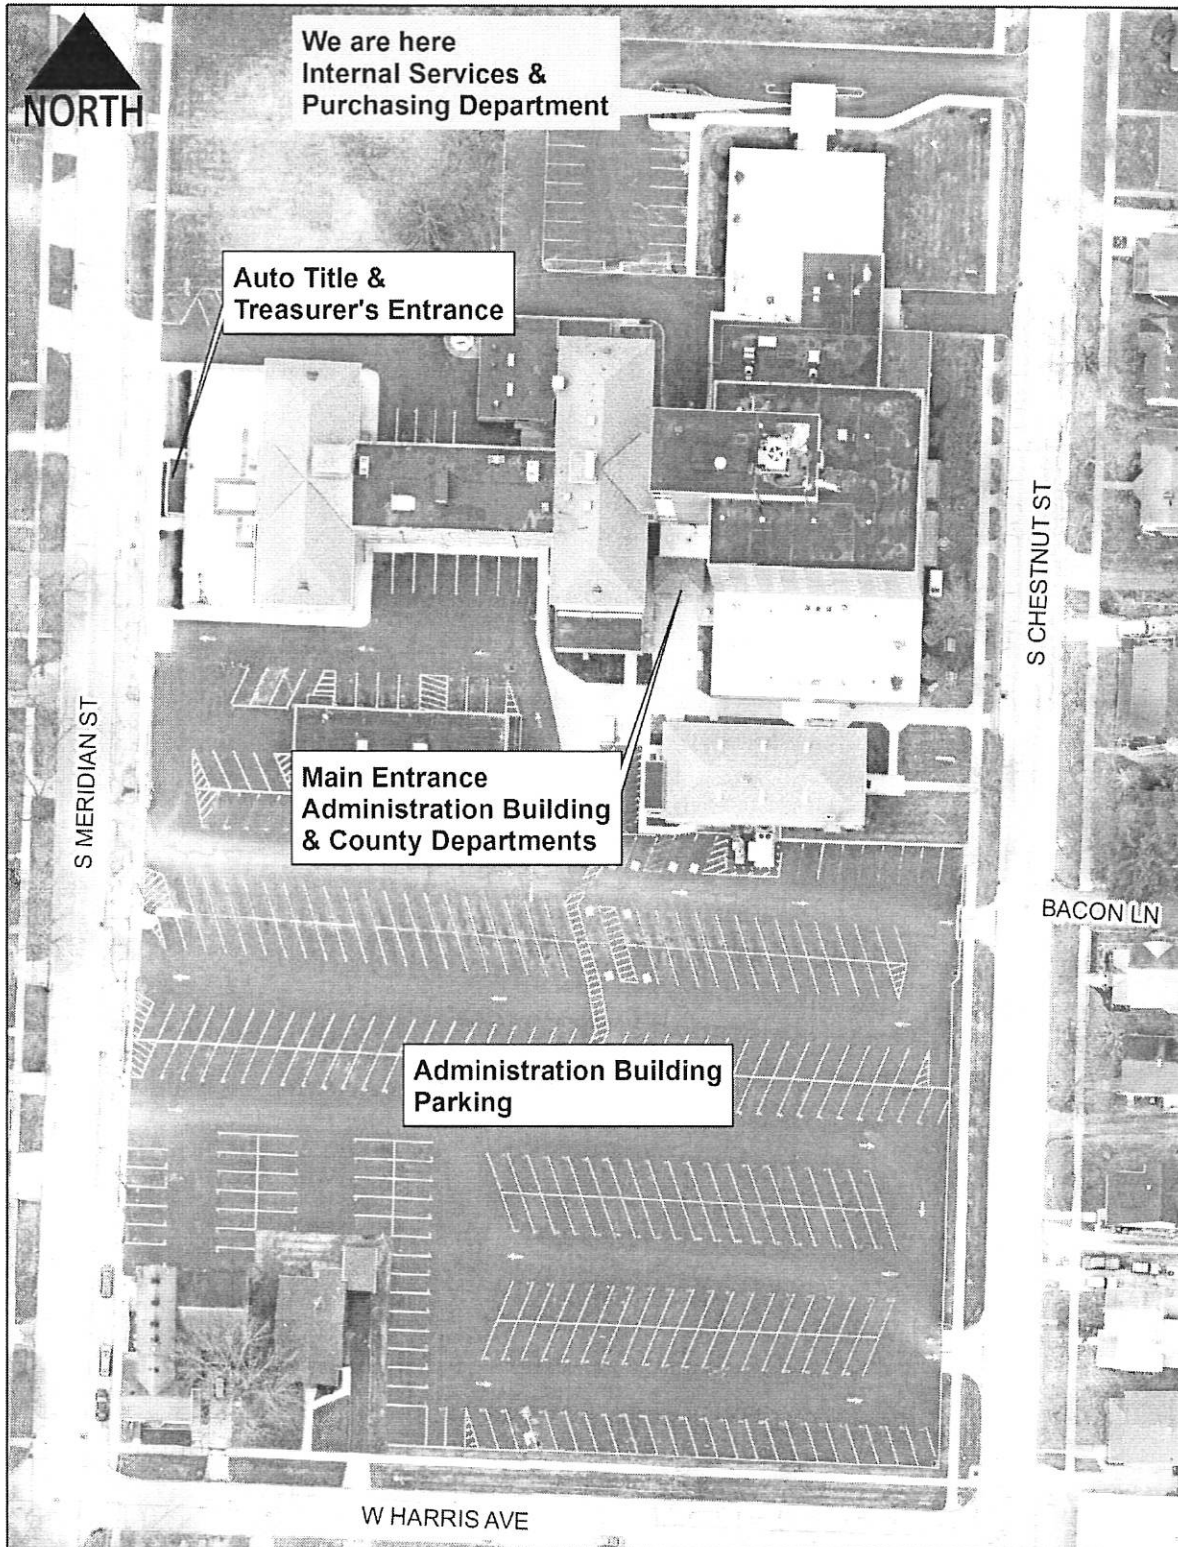 NORTH
We are here
Internal Services &
Purchasing Department
Auto Title &
Treasurer's Entrance
S CHESTNUT ST
S MERIDIAN ST
Main Entrance
Administration Building
& County Departments
BACON LN
Administration Building
Parking
W HARRIS AVE